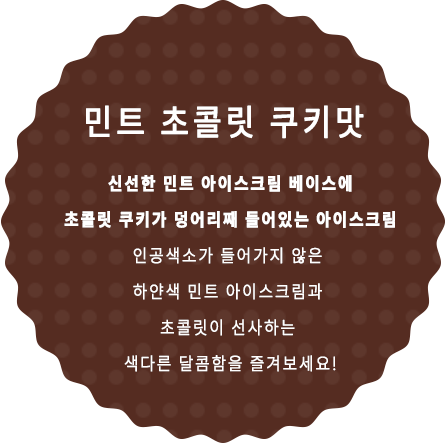 민트 초콜릿 쿠키맛
신선한 민트 아이스크림 베이스에
초콜릿 쿠키가 덩어리째 들어있는 아이스크림
인공색소가 들어가지 않은
하얀색 민트 아이스크림과
초콜릿이 선사하는
색다른 달콤함을 즐겨보세요!